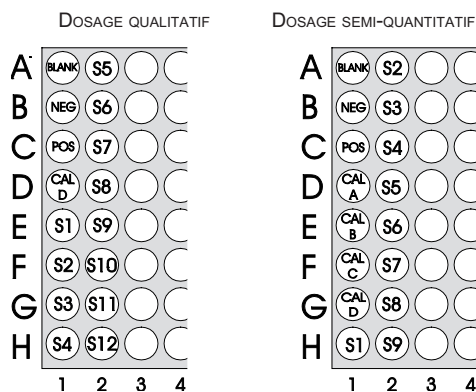 DOSAGE QUALITATIF
A BLANK S5
B NEG S6
C POS S7
D CAL D S8
E S1 S9
F S2 S10
G S3 S11
H S4 S12
1 2 3 4
DOSAGE SEMI-QUANTITATIF
A BLANK S2
B NEG S3
C POS S4
D CAL A S5
E CAL B S6
F CAL C S7
G CAL D S8
H S1 S9
1 2 3 4